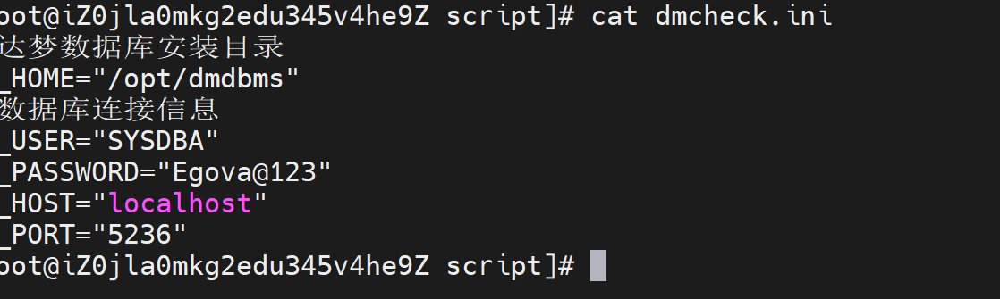 oot@iZ0jla0mkg2edu345v4he9Z script]# cat dmcheck.ini
达梦数据库安装目录
_HOME="/opt/dmdbms"
数据库连接信息
_USER="SYSDBA"
_PASSWORD="Egova@123"
_HOST="localhost"
_PORT="5236"
oot@iZ0jla0mkg2edu345v4he9Z script]#